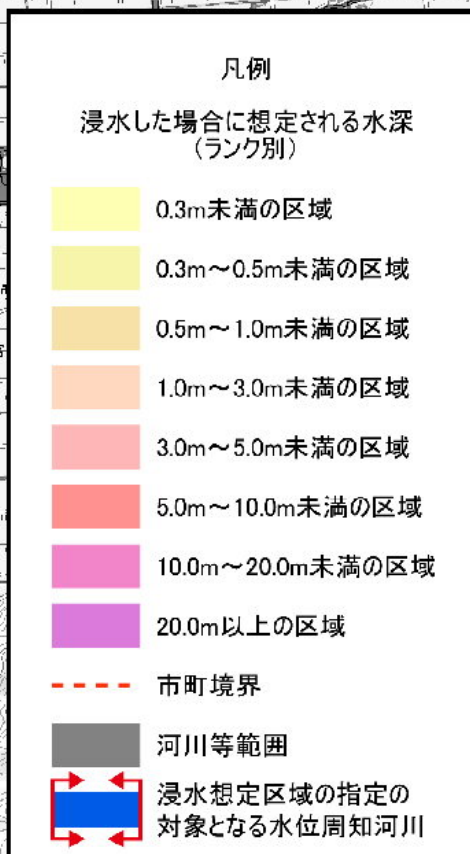 凡例
浸水した場合に想定される水深
（ランク別）
0.3m未満の区域
0.3m～0.5m未満の区域
0.5m～1.0m未満の区域
1.0m～3.0m未満の区域
3.0m～5.0m未満の区域
5.0m～10.0m未満の区域
10.0m～20.0m未満の区域
20.0m以上の区域
市町境界
河川等範囲
浸水想定区域の指定の
対象となる水位周知河川